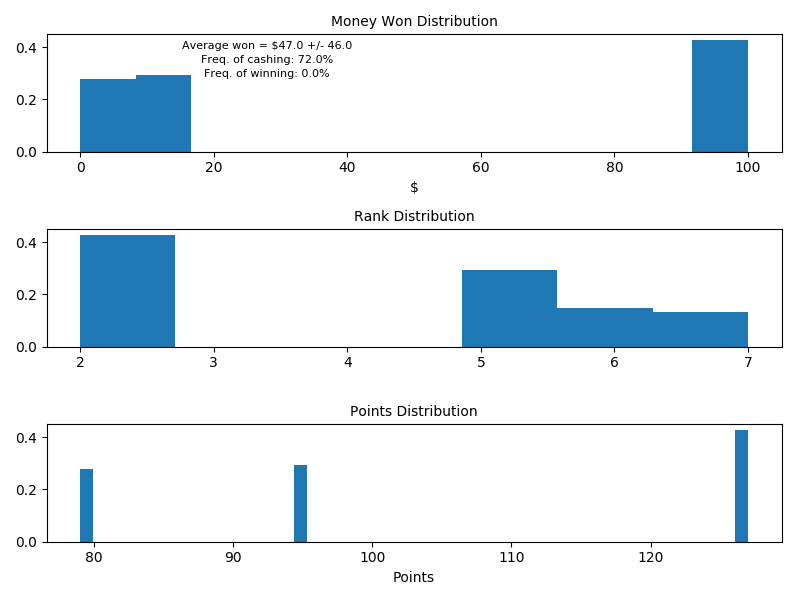 Money Won Distribution
Average won = $47.0 +/- 46.0
Freq. of cashing: 72.0%
Freq. of winning: 0.0%
0.4
0.2
0.0
0 20 40 60 80 100
$
Rank Distribution
0.4
0.2
0.0
2 3 4 5 6 7
Points Distribution
0.4
0.2
0.0
80 90 100 110 120
Points